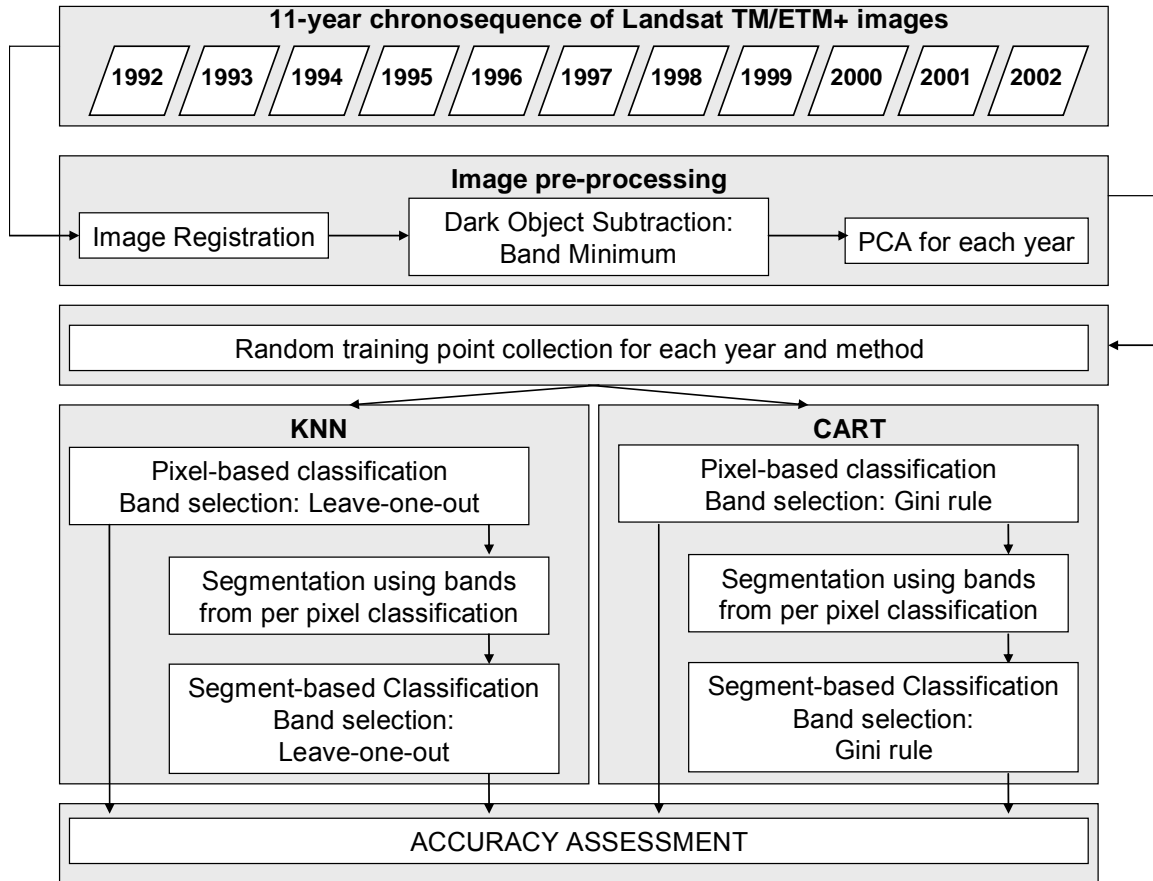 11-year chronosequence of Landsat TM/ETM+ images
1992 1993 1994 1995 1996 1997 1998 1999 2000 2001 2002
Image pre-processing
Image Registration
Dark Object Subtraction:
Band Minimum
PCA for each year
Random training point collection for each year and method
KNN
Pixel-based classification
Band selection: Leave-one-out
Segmentation using bands
from per pixel classification
Segment-based Classification
Band selection:
Leave-one-out
CART
Pixel-based classification
Band selection: Gini rule
Segmentation using bands
from per pixel classification
Segment-based Classification
Band selection:
Gini rule
ACCURACY ASSESSMENT